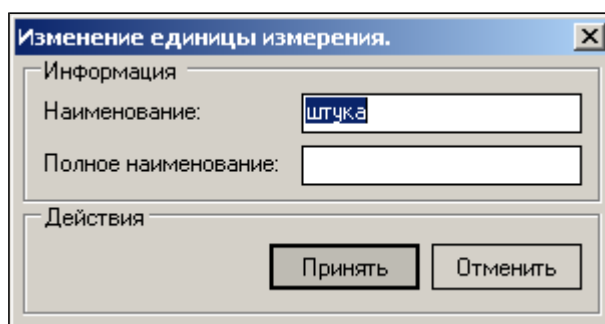 Изменение единицы измерения.
Информация
Наименование: штука
Полное наименование:
Действия
Принять Отменить